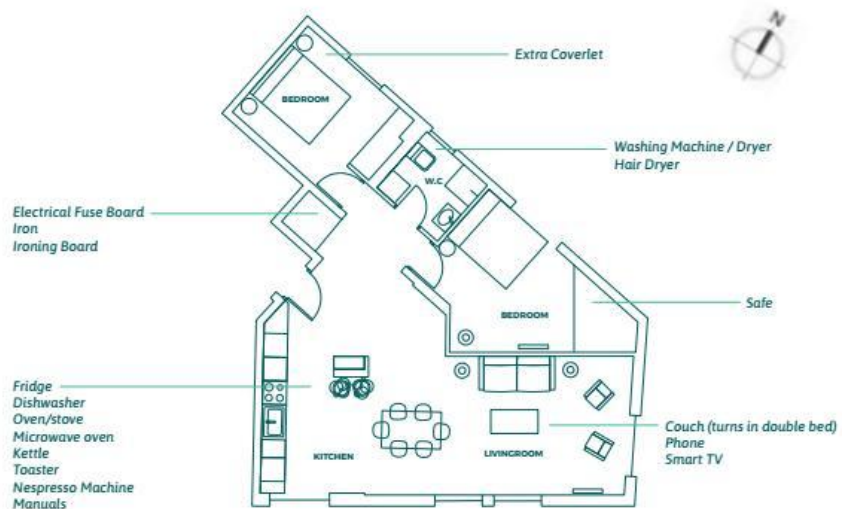 N
Extra Coverlet
BEDROOM
Washing Machine / Dryer
Hair Dryer
W.C
Electrical Fuse Board
Iron
Ironing Board
Safe
BEDROOM
Fridge
Dishwasher
Oven/stove
Microwave oven
Kettle
Toaster
Nespresso Machine
Manuals
KITCHEN
LIVINGROOM
Couch (turns in double bed)
Phone
Smart TV